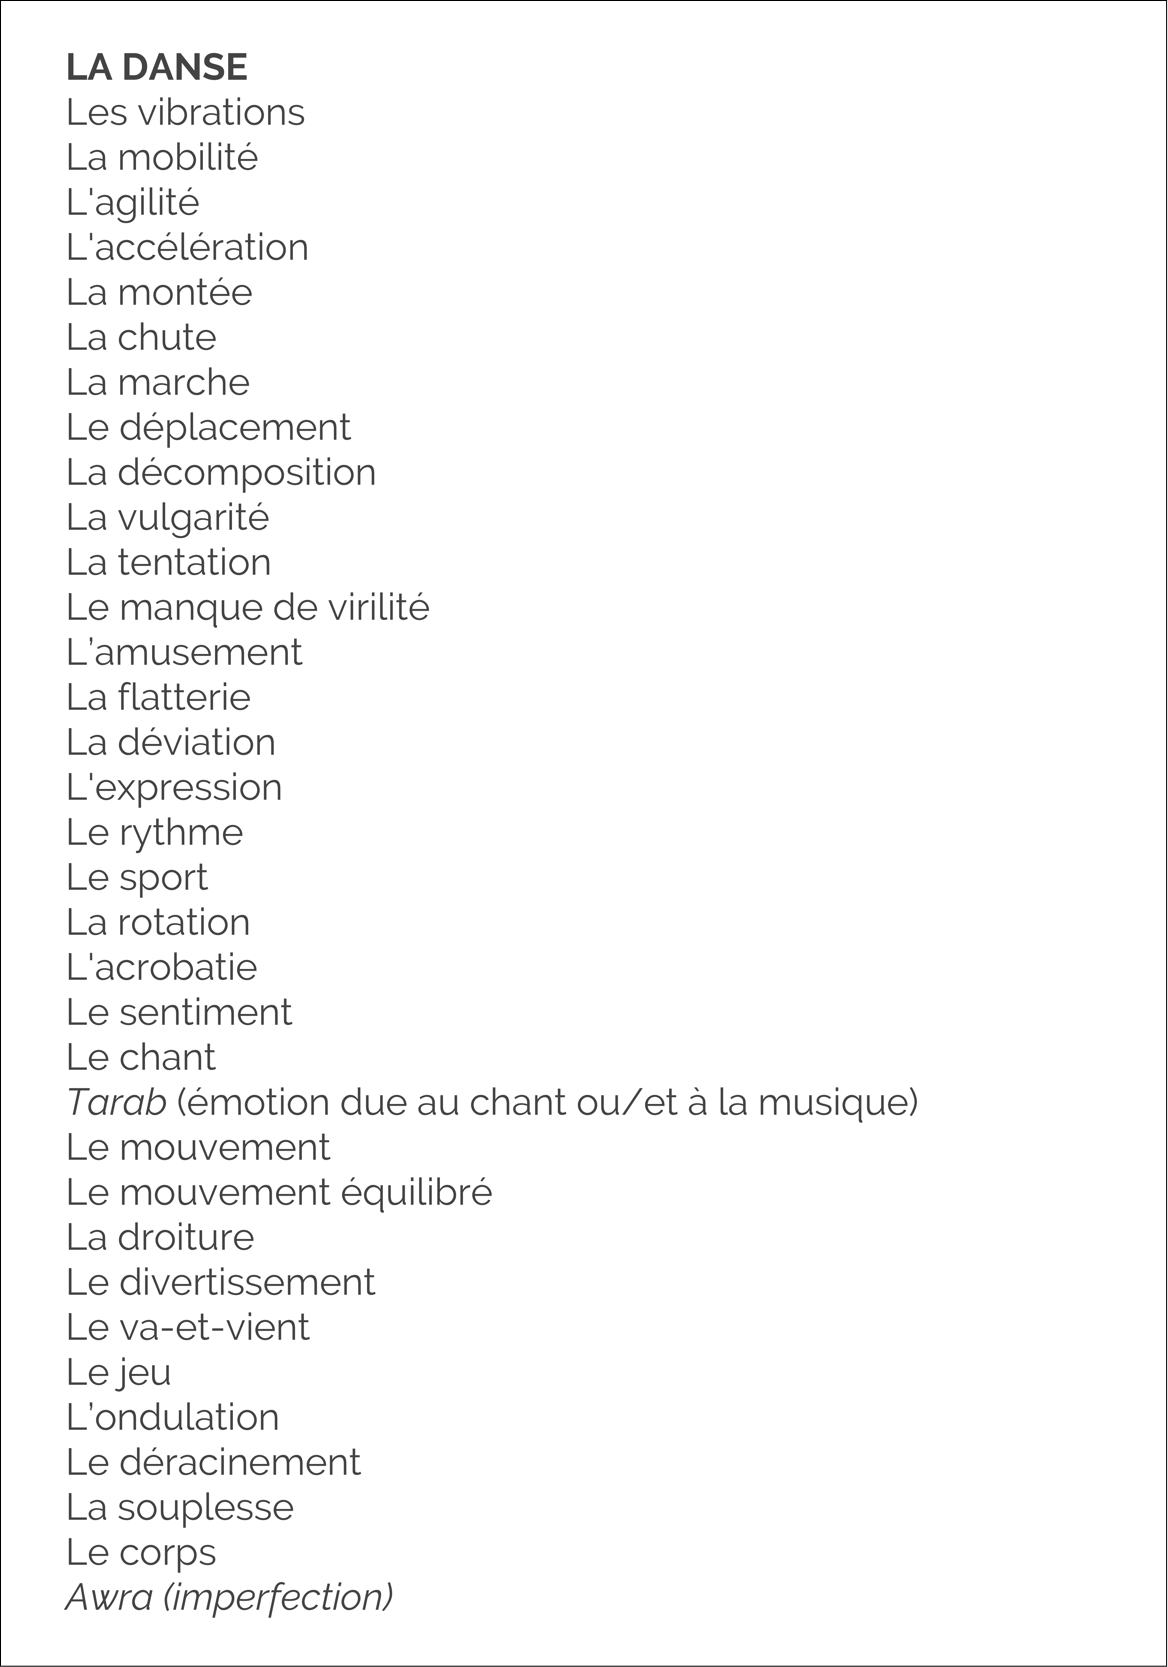 LA DANSE
Les vibrations
La mobilité
L'agilité
L'accélération
La montée
La chute
La marche
Le déplacement
La décomposition
La vulgarité
La tentation
Le manque de virilité
L’amusement
La flatterie
La déviation
L'expression
Le rythme
Le sport
La rotation
L'acrobatie
Le sentiment
Le chant
Tarab (émotion due au chant ou/et à la musique)
Le mouvement
Le mouvement équilibré
La droiture
Le divertissement
Le va-et-vient
Le jeu
L’ondulation
Le déracinement
La souplesse
Le corps
Awra (imperfection)